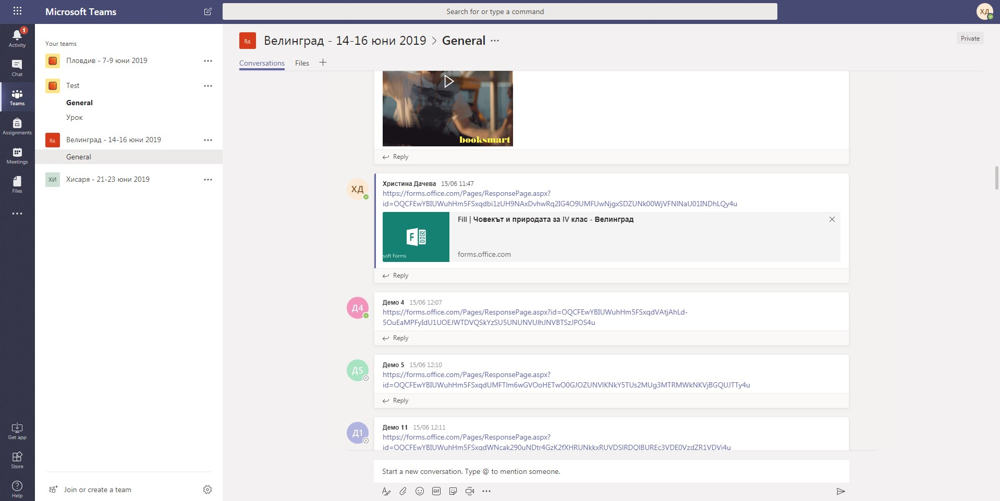 Microsoft Teams
Search for or type a command
ХД
1
Activity
Chat
Teams
Assignments
Meetings
Files
Get app
Store
Help
Your teams
Пловдив - 7-9 юни 2019
Test
General
Урок
Вд
Велинград - 14-16 юни 2019
General
ХИ
Хисаря - 21-23 юни 2019
Join or create a team
Вд
Велинград - 14-16 юни 2019 > General
Private
Conversations
Files
booksmart
Reply
ХД
Христина Дачева 15/06 11:47
https://forms.office.com/Pages/ResponsePage.aspx?
id=OQCFEwYBIUWuhHm5FSxqdbi1zUH9NAxDvhwRq2IG4O9UMFUwNjgxSDZUNk00WjVFNlNaU01INDhLQy4u
Fill | Човекът и природата за IV клас - Велинград
soft Forms
forms.office.com
Reply
Д4
Демо 4 15/06 12:07
https://forms.office.com/Pages/ResponsePage.aspx?id=OQCFEwYBIUWuhHm5FSxqdVAtjAhLd-
5OuEaMPFyIdU1UOEJWTDVQSkYzSU5UNUNVUlhJNVBTSzJPOS4u
Reply
Д5
Демо 5 15/06 12:10
https://forms.office.com/Pages/ResponsePage.aspx?
id=OQCFEwYBIUWuhHm5FSxqdUMFTlm6wGVOoHETwO0GJOZUNVlKNkY5TUs2MUg3MTRMWkNKVjBGQUJTTy4u
Reply
Д1
Демо 11 15/06 12:11
https://forms.office.com/Pages/ResponsePage.aspx?
id=OQCFEwYBIUWuhHm5FSxqdWNcak290uNDtr4GzK2fXHRUNkkxRUVDSlRDQlBUREc3VDE0VzdZR1VDVi4u
Start a new conversation. Type @ to mention someone.
GIF